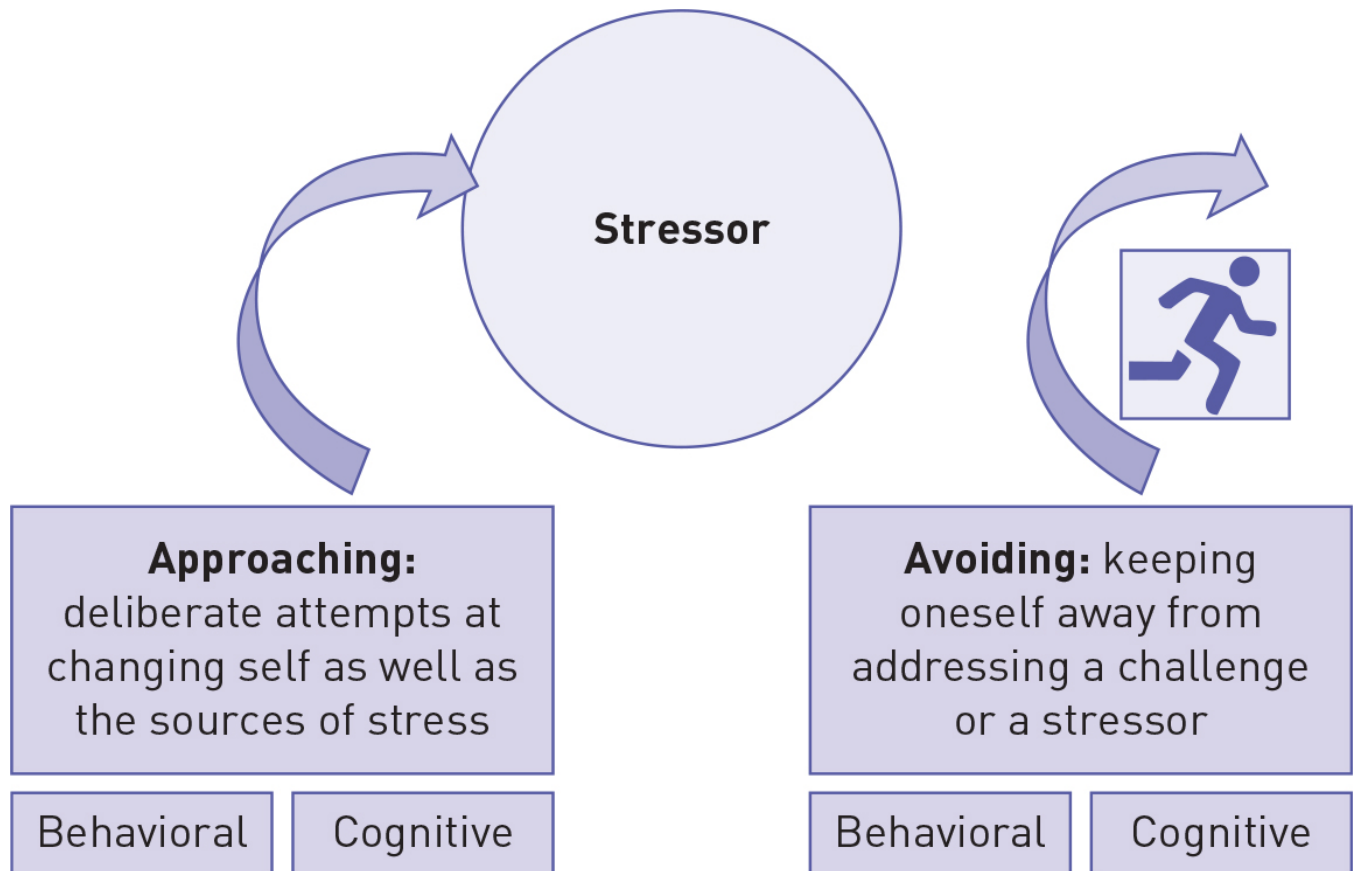 Stressor
Approaching:
deliberate attempts at
changing self as well as
the sources of stress
Behavioral
Cognitive
Avoiding: keeping
oneself away from
addressing a challenge
or a stressor
Behavioral
Cognitive